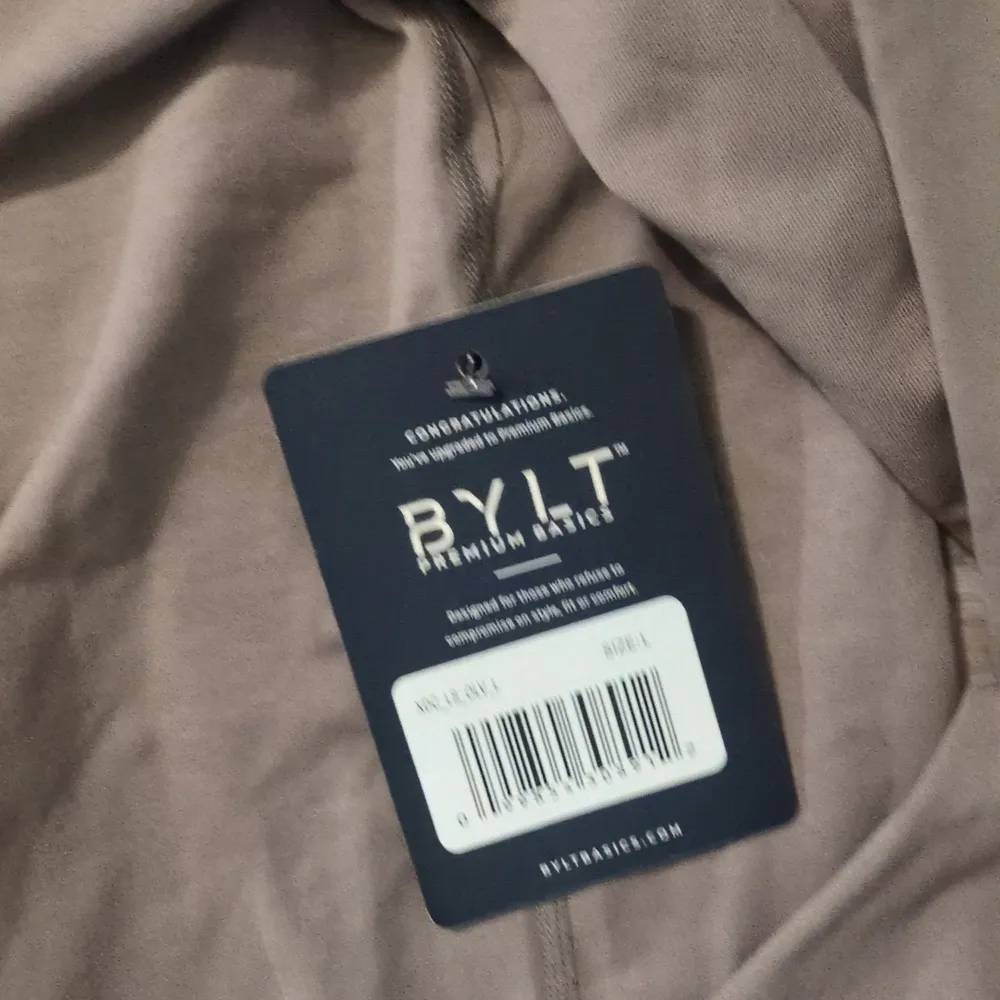 CONGRATULATIONS:
You've upgraded to Premium Basics.
BYLT™
PREMIUM BASICS
Designed for those who refuse to
compromise on style, fit or comfort.
SIZE: L
BYLTBASICS.COM